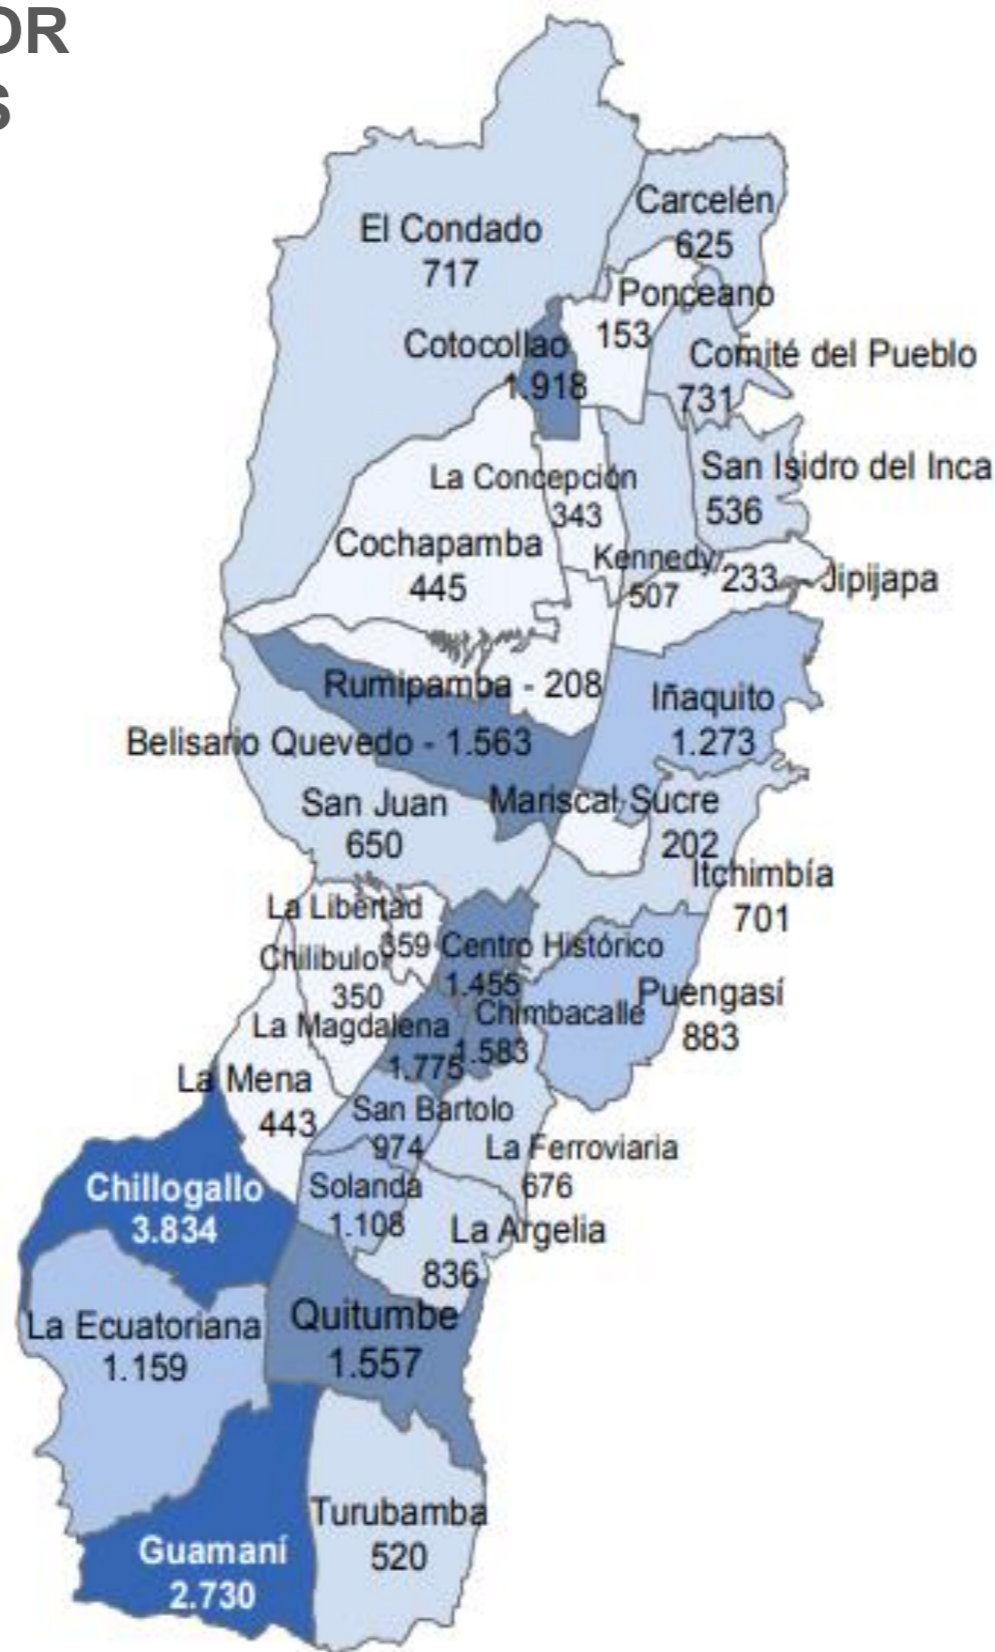 OR
S
Carcelén
625
El Condado
717
Ponceano
153
Cotocollao
1.918
Comité del Pueblo
731
San Isidro del Inca
536
La Concepción
343
Cochapamba
445
Kennedy
507
233
Jipijapa
Rumipamba - 208
Iñaquito
1.273
Belisario Quevedo - 1.563
San Juan
650
Mariscal Sucre
202
Itchimbía
701
La Libertad
359
Centro Histórico
1.455
Chilibulo
350
Puengasí
883
Chimbacalle
1.583
La Magdalena
1.775
La Mena
443
San Bartolo
974
La Ferroviaria
676
Chillogallo
3.834
Solanda
1.108
La Argelia
836
Quitumbe
1.557
La Ecuatoriana
1.159
Turubamba
520
Guamaní
2.730